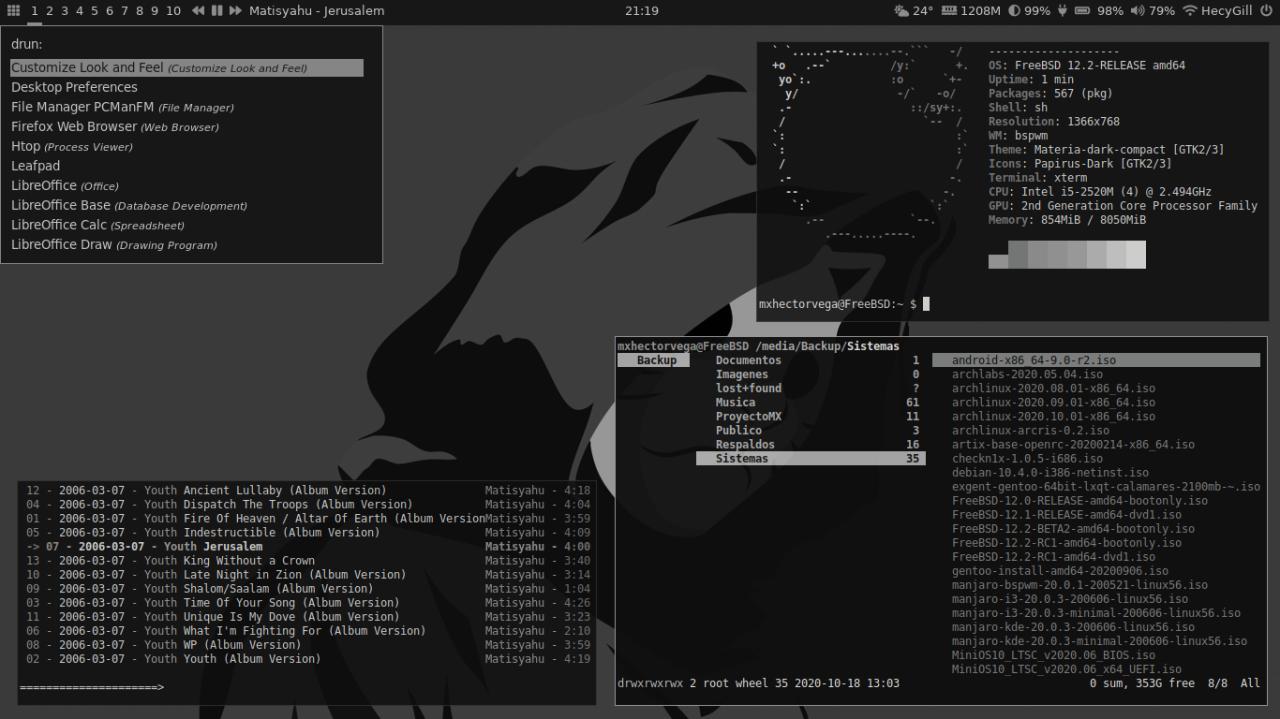 1 2 3 4 5 6 7 8 9 10 Matisyahu - Jerusalem 21:19 24° 1208M 99% 98% 79% HecyGill
drun:
Customize Look and Feel (Customize Look and Feel)
Desktop Preferences
File Manager PCManFM (File Manager)
Firefox Web Browser (Web Browser)
Htop (Process Viewer)
Leafpad
LibreOffice (Office)
LibreOffice Base (Database Development)
LibreOffice Calc (Spreadsheet)
LibreOffice Draw (Drawing Program)
-------------------
OS: FreeBSD 12.2-RELEASE amd64
Uptime: 1 min
Packages: 567 (pkg)
Shell: sh
Resolution: 1366x768
WM: bspwm
Theme: Materia-dark-compact [GTK2/3]
Icons: Papirus-Dark [GTK2/3]
Terminal: xterm
CPU: Intel i5-2520M (4) @ 2.494GHz
GPU: 2nd Generation Core Processor Family
Memory: 854MiB / 8050MiB
mxhectorvega@FreeBSD:~ $
mxhectorvega@FreeBSD /media/Backup/Sistemas
Backup
Documentos 1
Imagenes 0
lost+found ?
Musica 61
ProyectoMX 11
Publico 3
Respaldos 16
Sistemas 35
android-x86_64-9.0-r2.iso
archlabs-2020.05.04.iso
archlinux-2020.08.01-x86_64.iso
archlinux-2020.09.01-x86_64.iso
archlinux-2020.10.01-x86_64.iso
archlinux-arcris-0.2.iso
artix-base-openrc-20200214-x86_64.iso
checkn1x-1.0.5-i686.iso
debian-10.4.0-i386-netinst.iso
exgent-gentoo-64bit-lxqt-calamares-2100mb-~.iso
FreeBSD-12.0-RELEASE-amd64-bootonly.iso
FreeBSD-12.1-RELEASE-amd64-dvd1.iso
FreeBSD-12.2-BETA2-amd64-bootonly.iso
FreeBSD-12.2-RC1-amd64-bootonly.iso
FreeBSD-12.2-RC1-amd64-dvd1.iso
gentoo-install-amd64-20200906.iso
manjaro-bspwm-20.0.1-200521-linux56.iso
manjaro-i3-20.0.3-200606-linux56.iso
manjaro-i3-20.0.3-minimal-200606-linux56.iso
manjaro-kde-20.0.3-200606-linux56.iso
manjaro-kde-20.0.3-minimal-200606-linux56.iso
MiniOS10_LTSC_v2020.06_BIOS.iso
MiniOS10_LTSC_v2020.06_x64_UEFI.iso
drwxrwxrwx 2 root wheel 35 2020-10-18 13:03 0 sum, 353G free 8/8 All
12 - 2006-03-07 - Youth Ancient Lullaby (Album Version) Matisyahu - 4:18
04 - 2006-03-07 - Youth Dispatch The Troops (Album Version) Matisyahu - 4:04
01 - 2006-03-07 - Youth Fire Of Heaven / Altar Of Earth (Album Version Matisyahu - 3:59
05 - 2006-03-07 - Youth Indestructible (Album Version) Matisyahu - 4:09
-> 07 - 2006-03-07 - Youth Jerusalem Matisyahu - 4:00
13 - 2006-03-07 - Youth King Without a Crown Matisyahu - 3:40
10 - 2006-03-07 - Youth Late Night in Zion (Album Version) Matisyahu - 3:14
09 - 2006-03-07 - Youth Shalom/Saalam (Album Version) Matisyahu - 1:04
03 - 2006-03-07 - Youth Time Of Your Song (Album Version) Matisyahu - 4:26
11 - 2006-03-07 - Youth Unique Is My Dove (Album Version) Matisyahu - 3:23
06 - 2006-03-07 - Youth What I'm Fighting For (Album Version) Matisyahu - 2:10
08 - 2006-03-07 - Youth WP (Album Version) Matisyahu - 3:59
02 - 2006-03-07 - Youth Youth (Album Version) Matisyahu - 4:19
=====================>